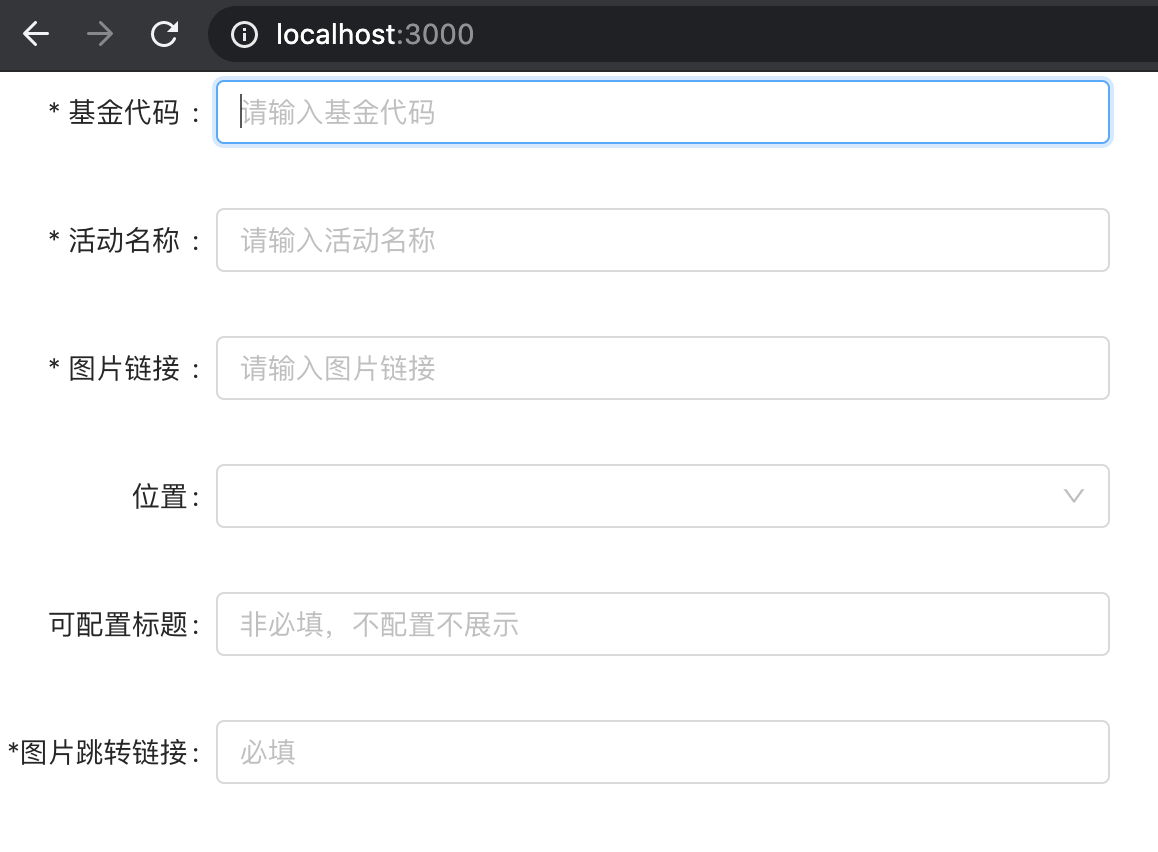 localhost:3000
* 基金代码 : 请输入基金代码
* 活动名称 : 请输入活动名称
* 图片链接 : 请输入图片链接
位置:
可配置标题: 非必填，不配置不展示
*图片跳转链接: 必填